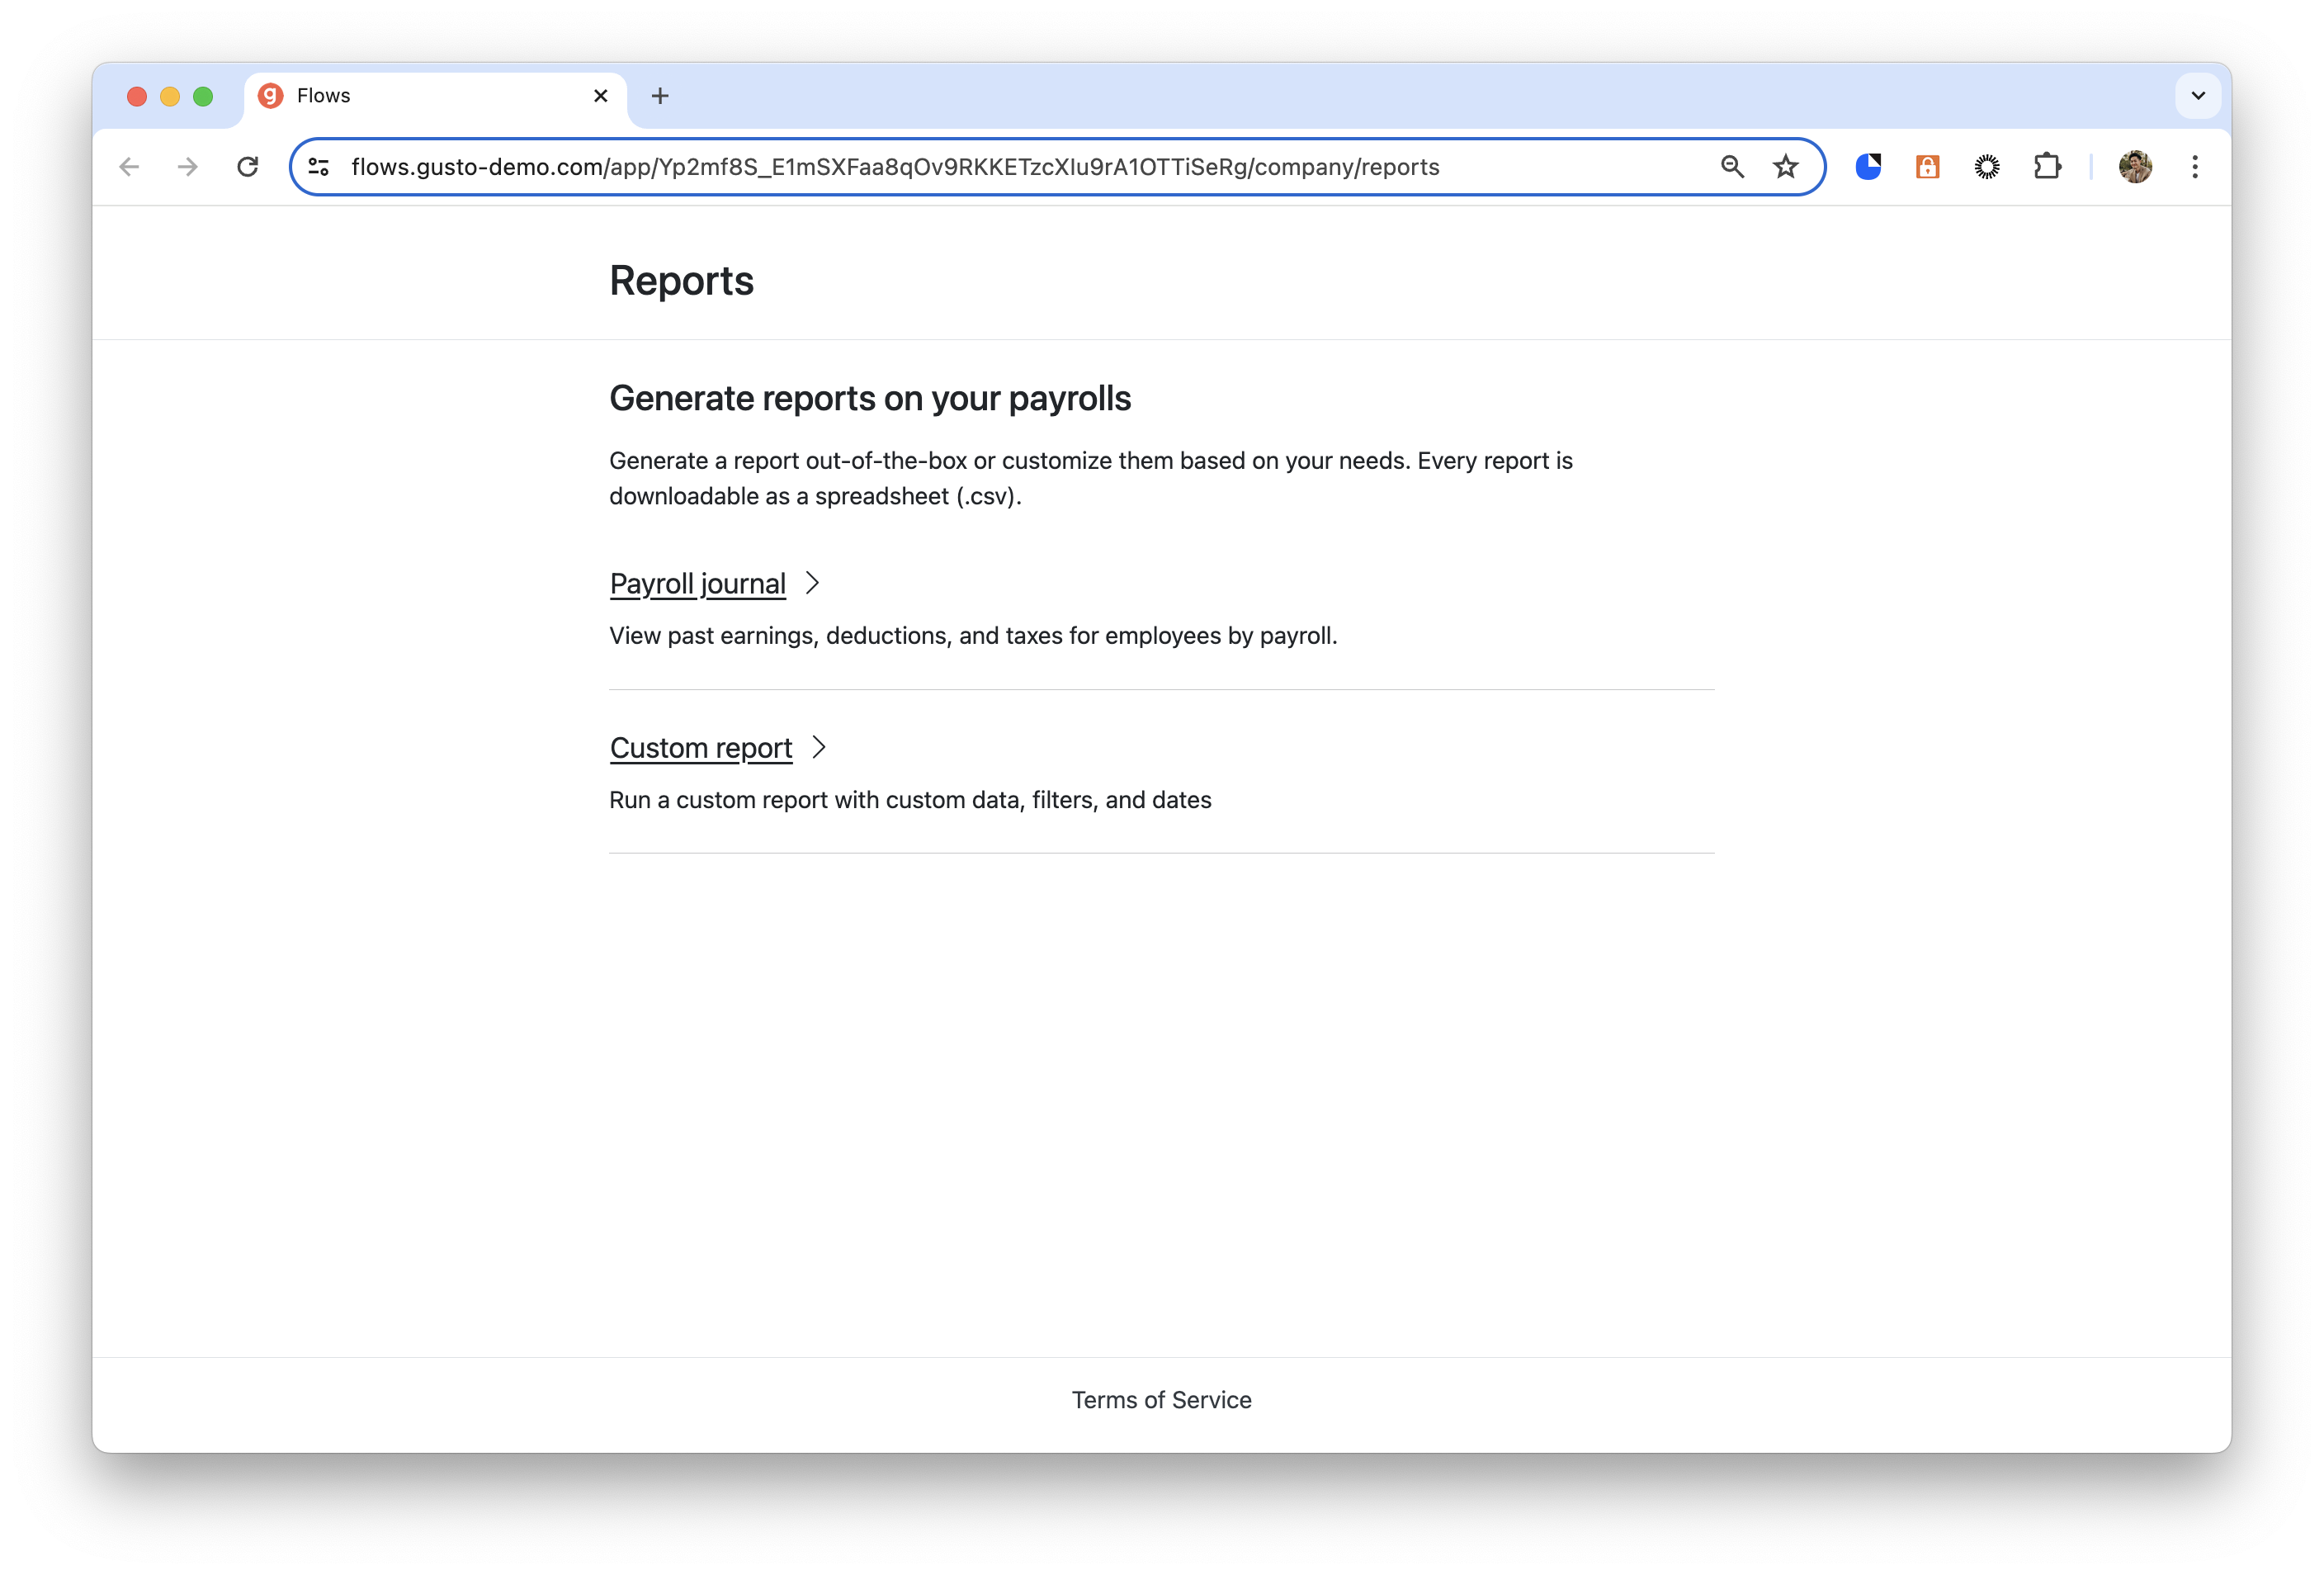 Flows
flows.gusto-demo.com/app/Yp2mf8S_E1mSXFaa8qOv9RKKETzcXIu9rA1OTTiSeRg/company/reports
Reports
Generate reports on your payrolls
Generate a report out-of-the-box or customize them based on your needs. Every report is
downloadable as a spreadsheet (.csv).
Payroll journal
View past earnings, deductions, and taxes for employees by payroll.
Custom report
Run a custom report with custom data, filters, and dates
Terms of Service